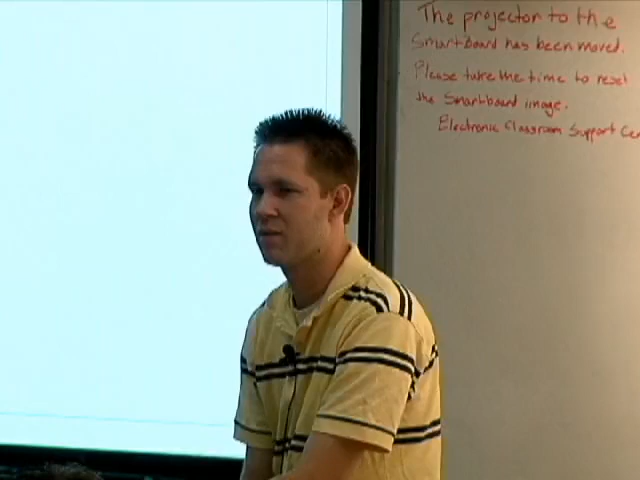 The projector to the
SmartBoard has been moved.
Please take the time to reset
the Smartboard image.
Electronic Classroom Support Cen